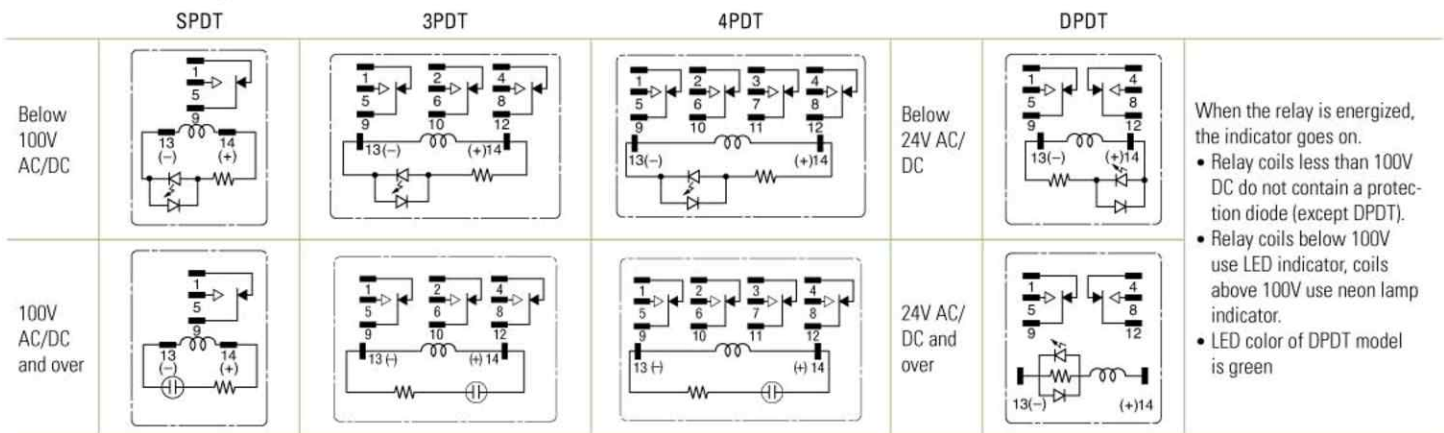 SPDT 3PDT 4PDT DPDT
Below
100V
AC/DC
1
5
9
13 14
(−) (+)
1 2 4
5 6 8
9 10 12
13(−) (+)14
1 2 3 4
5 6 7 8
9 10 11 12
13(−) (+)14
Below
24V AC/
DC
1 4
5 8
9 12
13(−) (+)14
When the relay is energized,
the indicator goes on.
• Relay coils less than 100V
DC do not contain a protec-
tion diode (except DPDT).
• Relay coils below 100V
use LED indicator, coils
above 100V use neon lamp
indicator.
• LED color of DPDT model
is green
100V
AC/DC
and over
1
5
9
13 14
(−) (+)
1 2 4
5 6 8
9 10 12
13 (−) (+) 14
1 2 3 4
5 6 7 8
9 10 11 12
13 (−) (+) 14
24V AC/
DC and
over
1 4
5 8
9 12
13(−) (+)14